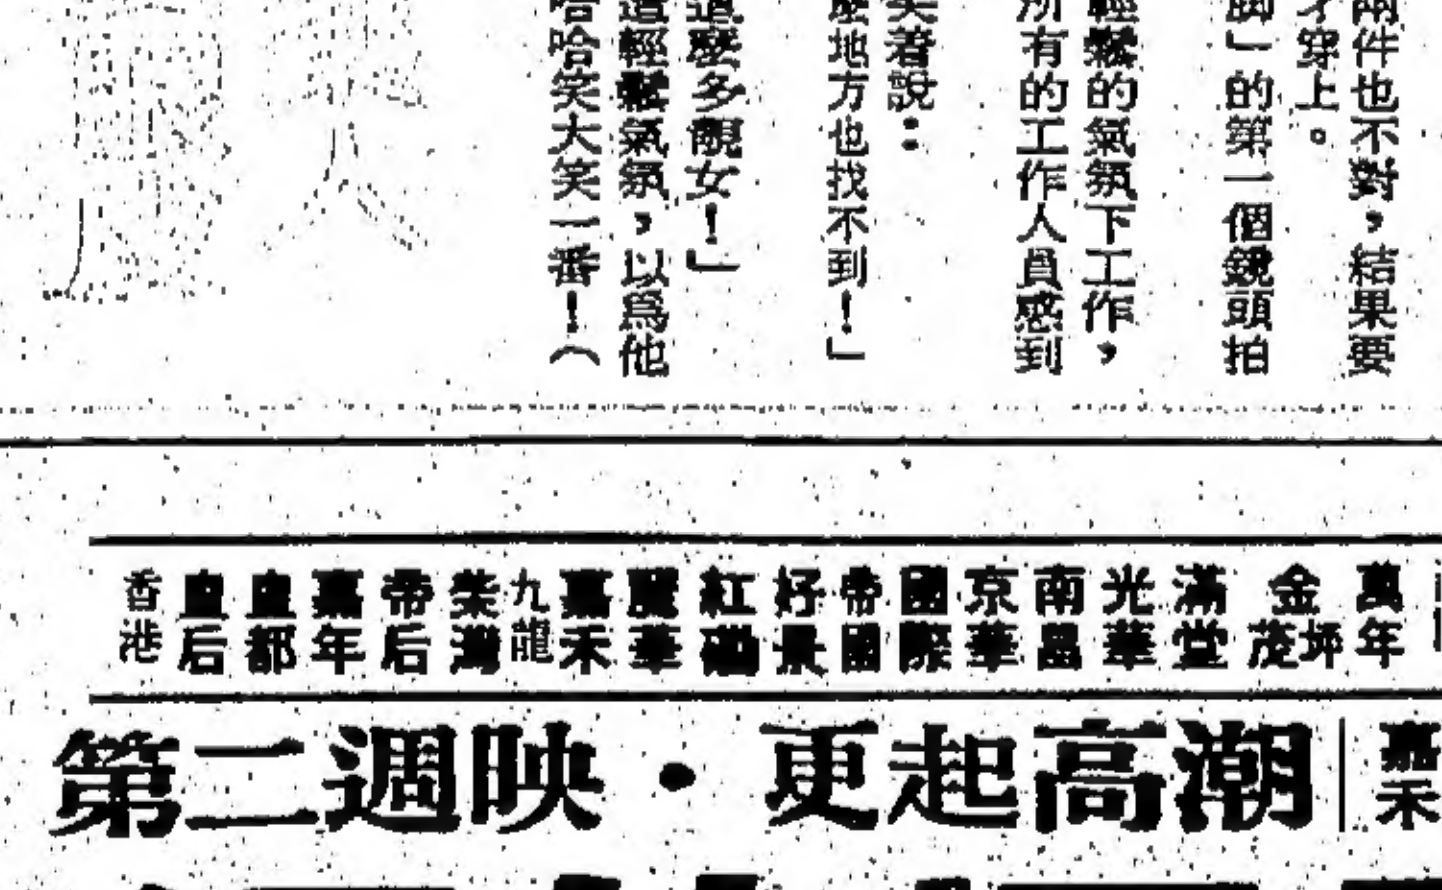 兩件也不對，結果要
才穿上。
」的第一個鏡頭拍
輕鬆的氣氛下工作，
所有的工作人員感到
笑着說：
麼地方也找不到！」
這麼多靚女！」
這輕鬆氣氛，以爲他
哈哈笑大笑一番！（
香港 皇后 皇都 嘉年 帝后 柴灣 九龍 嘉禾 麗華 紅磡 好景 帝國 國際 京華 南昌 光華 滿堂 金茂坪 萬年
第二週映・更起高潮
嘉禾